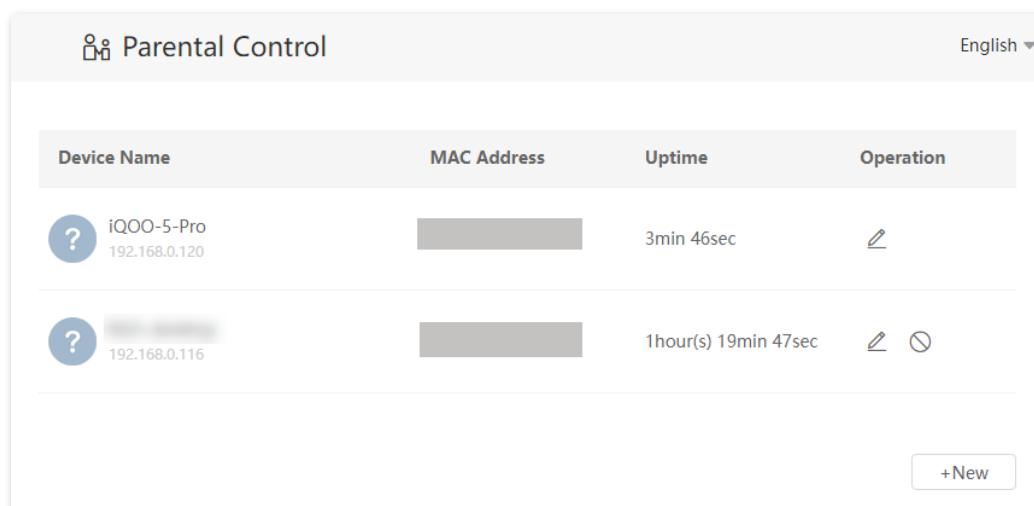 Parental Control
English
Device Name MAC Address Uptime Operation
iQOO-5-Pro
192.168.0.120
3min 46sec
192.168.0.116
1hour(s) 19min 47sec
+New